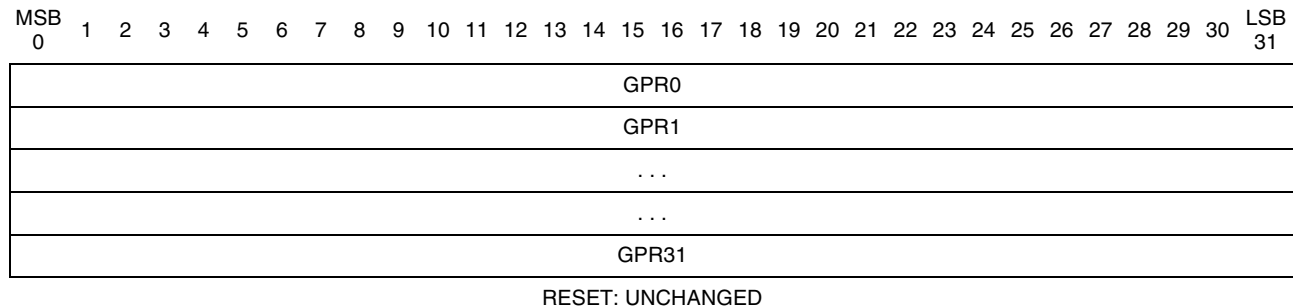 MSB 0 1 2 3 4 5 6 7 8 9 10 11 12 13 14 15 16 17 18 19 20 21 22 23 24 25 26 27 28 29 30 LSB 31
GPR0
GPR1
. . .
. . .
GPR31
RESET: UNCHANGED